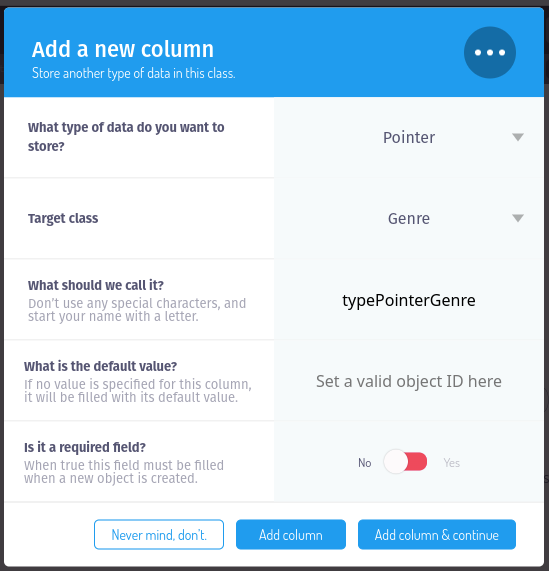 Add a new column
Store another type of data in this class.
What type of data do you want to
store?
Pointer
Target class
Genre
What should we call it?
Don't use any special characters, and
start your name with a letter.
typePointerGenre
What is the default value?
If no value is specified for this column,
it will be filled with its default value.
Set a valid object ID here
Is it a required field?
When true this field must be filled
when a new object is created.
No
Yes
Never mind, don't.
Add column
Add column & continue